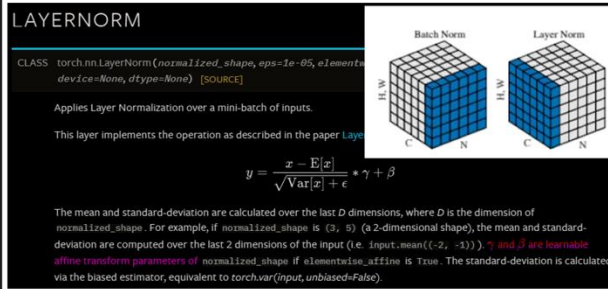 LAYERNORM
CLASS torch.nn.LayerNorm(normalized_shape, eps=1e-05,
device=None, dtype=None) [SOURCE]
Applies Layer Normalization over a mini-batch of inputs.
This layer implements the operation as described in the paper
y = x − E[x] / √Var[x] + ϵ * γ + β
The mean and standard-deviation are calculated over the last D dimensions, where D is the dimension of
normalized_shape. For example, if normalized_shape is (3, 5) (a 2-dimensional shape), the mean and standard-
deviation are computed over the last 2 dimensions of the input (i.e. input.mean((-2, -1))). γ and β are learnable
affine transform parameters of normalized_shape if elementwise_affine is True. The standard-deviation is calculated
via the biased estimator, equivalent to torch.var(input, unbiased=False).
Batch Norm
H, W
C
N
Layer Norm
H, W
C
N